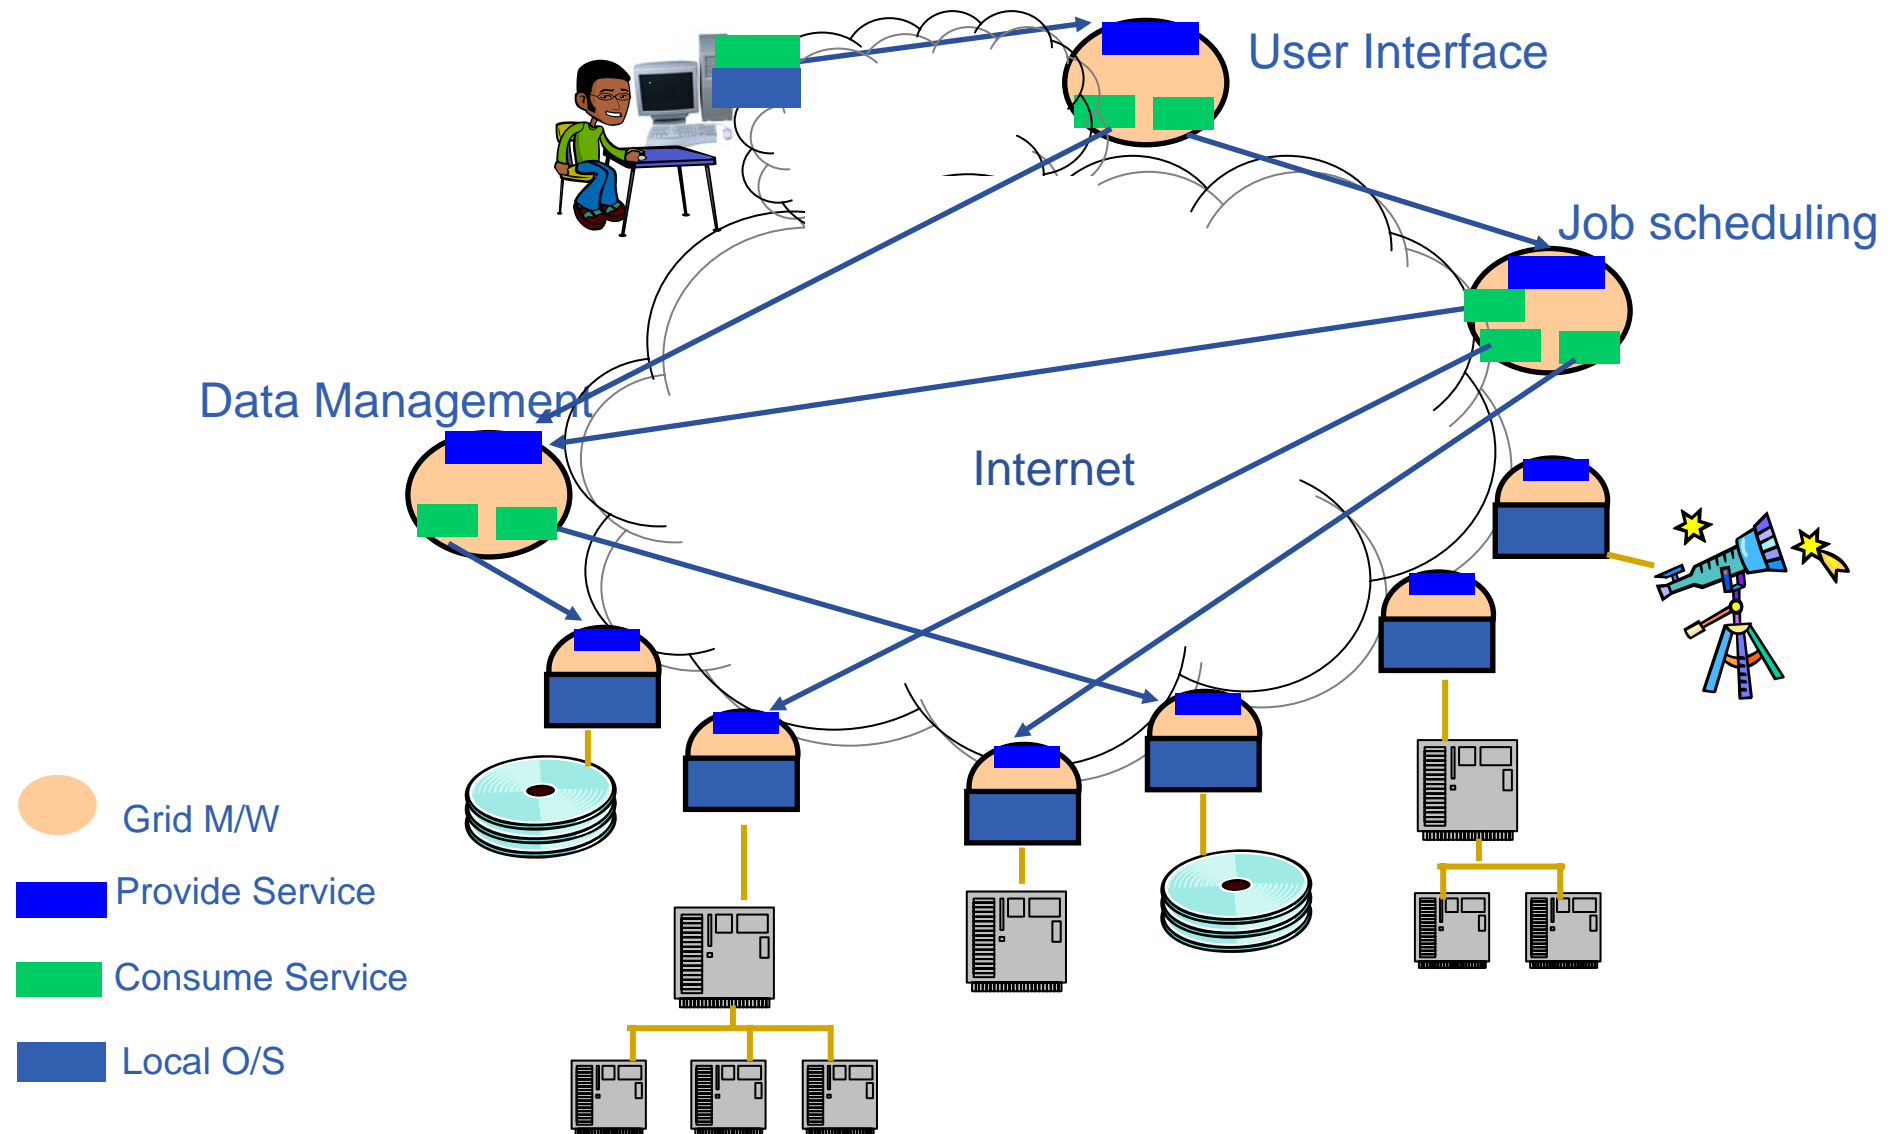 User Interface
Job scheduling
Data Management
Internet
Grid M/W
Provide Service
Consume Service
Local O/S